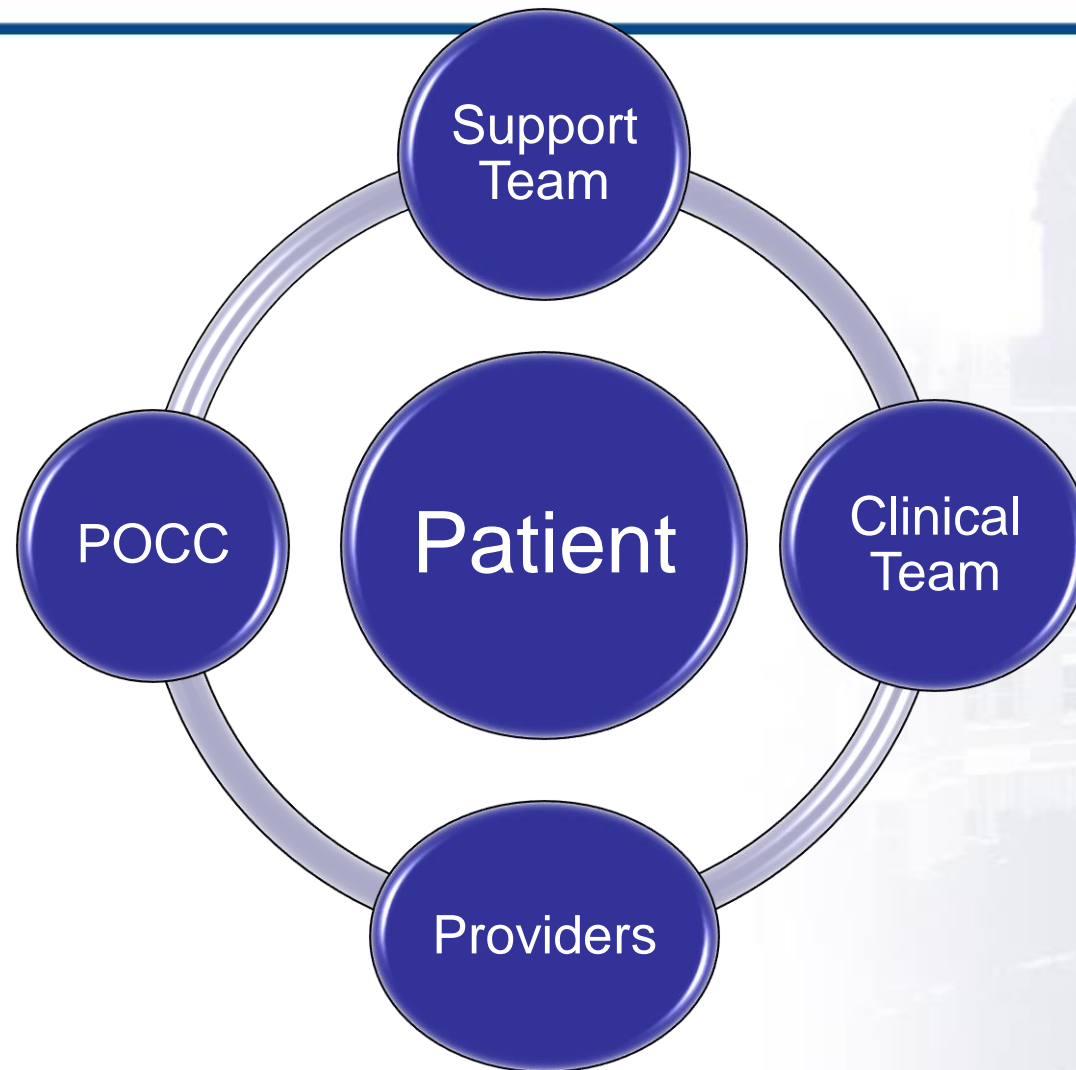 Support
Team
POCC
Patient
Clinical
Team
Providers